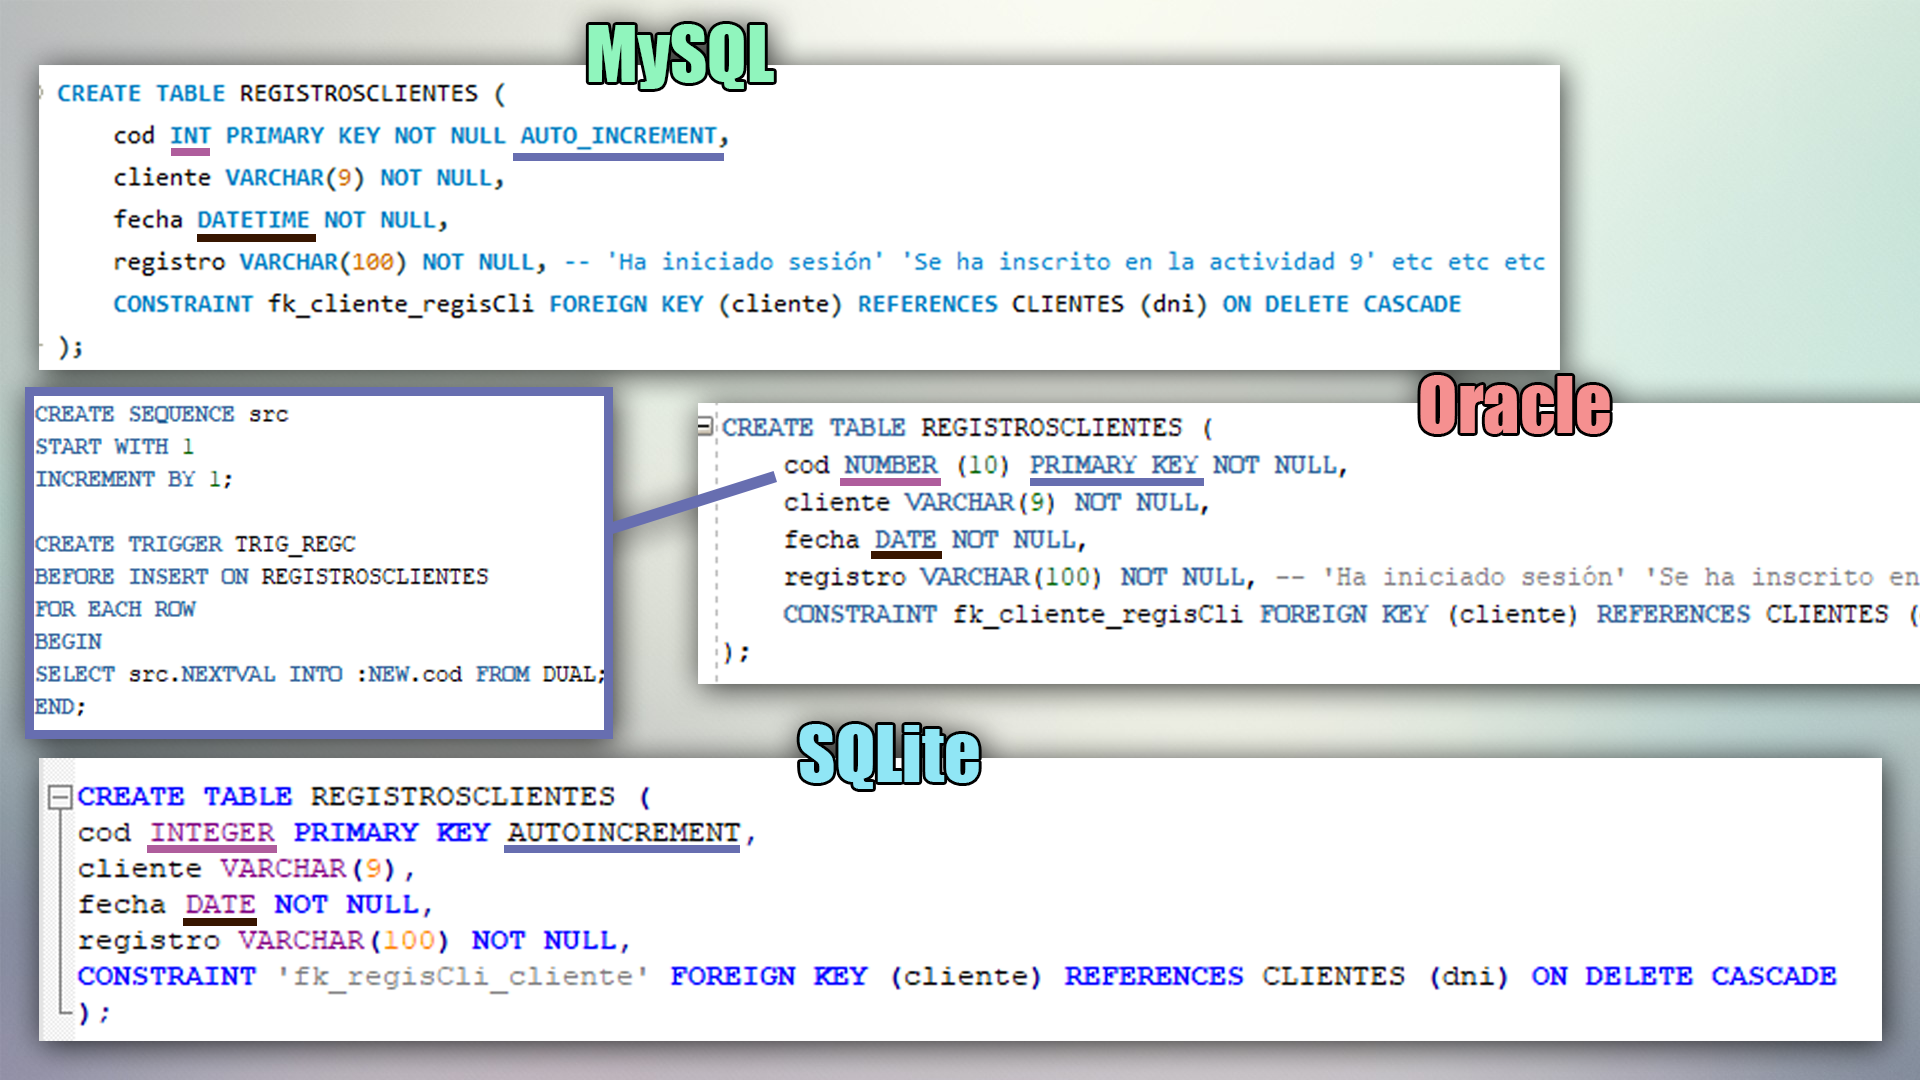 MySQL
CREATE TABLE REGISTROSCLIENTES (
cod INT PRIMARY KEY NOT NULL AUTO_INCREMENT,
cliente VARCHAR(9) NOT NULL,
fecha DATETIME NOT NULL,
registro VARCHAR(100) NOT NULL, -- 'Ha iniciado sesión' 'Se ha inscrito en la actividad 9' etc etc etc
CONSTRAINT fk_cliente_regisCli FOREIGN KEY (cliente) REFERENCES CLIENTES (dni) ON DELETE CASCADE
);
CREATE SEQUENCE src
START WITH 1
INCREMENT BY 1;
CREATE TRIGGER TRIG_REGC
BEFORE INSERT ON REGISTROSCLIENTES
FOR EACH ROW
BEGIN
SELECT src.NEXTVAL INTO :NEW.cod FROM DUAL;
END;
Oracle
CREATE TABLE REGISTROSCLIENTES (
cod NUMBER (10) PRIMARY KEY NOT NULL,
cliente VARCHAR(9) NOT NULL,
fecha DATE NOT NULL,
registro VARCHAR(100) NOT NULL, -- 'Ha iniciado sesión' 'Se ha inscrito en
CONSTRAINT fk_cliente_regisCli FOREIGN KEY (cliente) REFERENCES CLIENTES (
);
SQLite
CREATE TABLE REGISTROSCLIENTES (
cod INTEGER PRIMARY KEY AUTOINCREMENT,
cliente VARCHAR(9),
fecha DATE NOT NULL,
registro VARCHAR(100) NOT NULL,
CONSTRAINT 'fk_regisCli_cliente' FOREIGN KEY (cliente) REFERENCES CLIENTES (dni) ON DELETE CASCADE
);